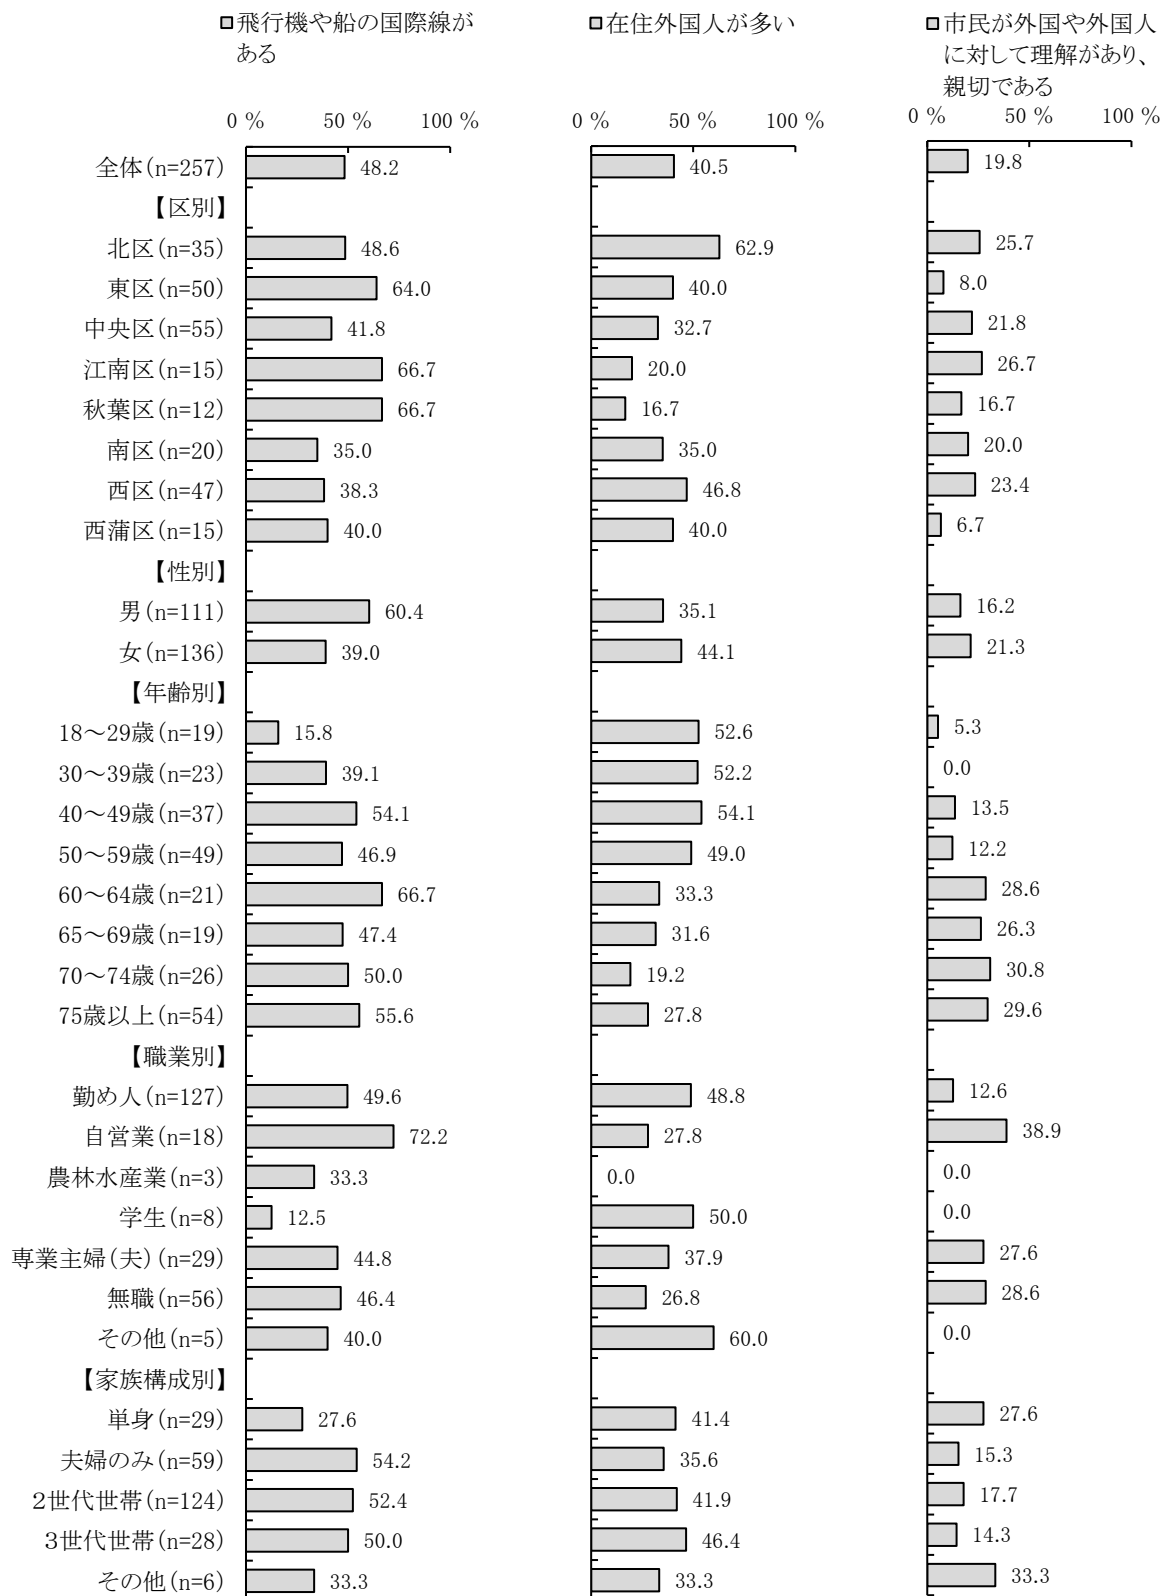 飛行機や船の国際線が
ある
在住外国人が多い
市民が外国や外国人
に対して理解があり、
親切である
0 % 50 % 100 % 0 % 50 % 100 % 0 % 50 % 100 %
全体(n=257) 48.2 40.5 19.8
【区別】
北区(n=35) 48.6 62.9 25.7
東区(n=50) 64.0 40.0 8.0
中央区(n=55) 41.8 32.7 21.8
江南区(n=15) 66.7 20.0 26.7
秋葉区(n=12) 66.7 16.7 16.7
南区(n=20) 35.0 35.0 20.0
西区(n=47) 38.3 46.8 23.4
西蒲区(n=15) 40.0 40.0 6.7
【性別】
男(n=111) 60.4 35.1 16.2
女(n=136) 39.0 44.1 21.3
【年齢別】
18～29歳(n=19) 15.8 52.6 5.3
30～39歳(n=23) 39.1 52.2 0.0
40～49歳(n=37) 54.1 54.1 13.5
50～59歳(n=49) 46.9 49.0 12.2
60～64歳(n=21) 66.7 33.3 28.6
65～69歳(n=19) 47.4 31.6 26.3
70～74歳(n=26) 50.0 19.2 30.8
75歳以上(n=54) 55.6 27.8 29.6
【職業別】
勤め人(n=127) 49.6 48.8 12.6
自営業(n=18) 72.2 27.8 38.9
農林水産業(n=3) 33.3 0.0 0.0
学生(n=8) 12.5 50.0 0.0
専業主婦(夫)(n=29) 44.8 37.9 27.6
無職(n=56) 46.4 26.8 28.6
その他(n=5) 40.0 60.0 0.0
【家族構成別】
単身(n=29) 27.6 41.4 27.6
夫婦のみ(n=59) 54.2 35.6 15.3
２世代世帯(n=124) 52.4 41.9 17.7
３世代世帯(n=28) 50.0 46.4 14.3
その他(n=6) 33.3 33.3 33.3